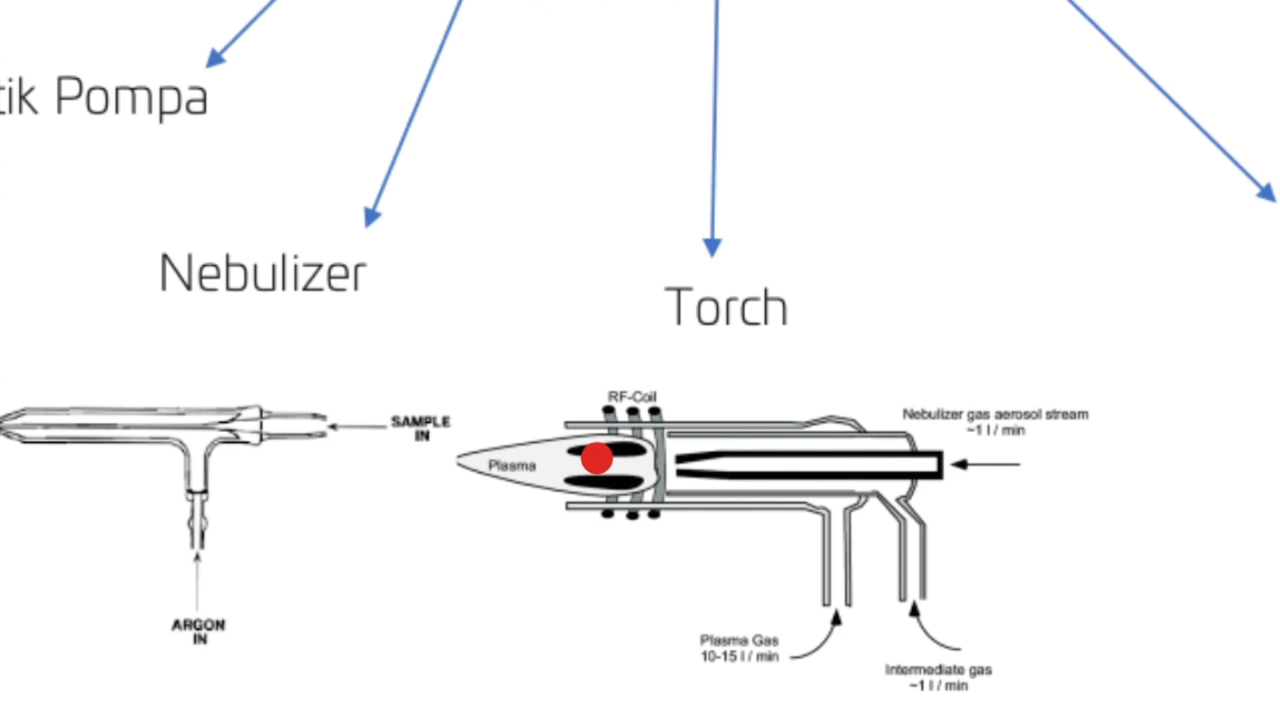 tik Pompa
Nebulizer
Torch
RF-Coil
Nebulizer gas aerosol stream
~1 l / min
SAMPLE
IN
Plasma
ARGON
IN
Plasma Gas
10-15 l / min
Intermediate gas
~1 l / min